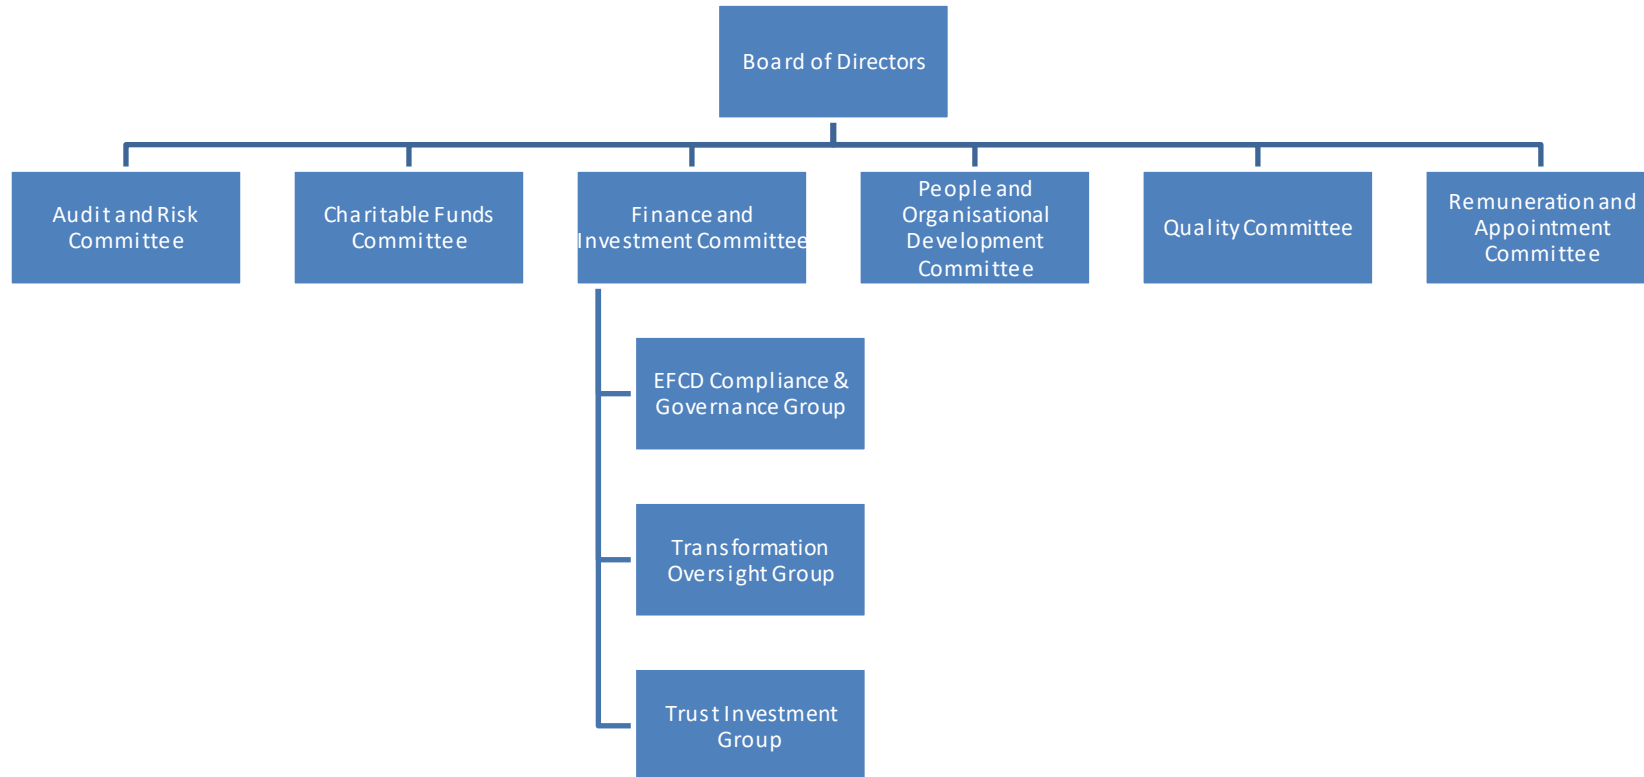 Board of Directors
Audit and Risk
Committee
Charitable Funds
Committee
Finance and
Investment Committee
People and
Organisational
Development
Committee
Quality Committee
Remuneration and
Appointment
Committee
EFCD Compliance &
Governance Group
Transformation
Oversight Group
Trust Investment
Group